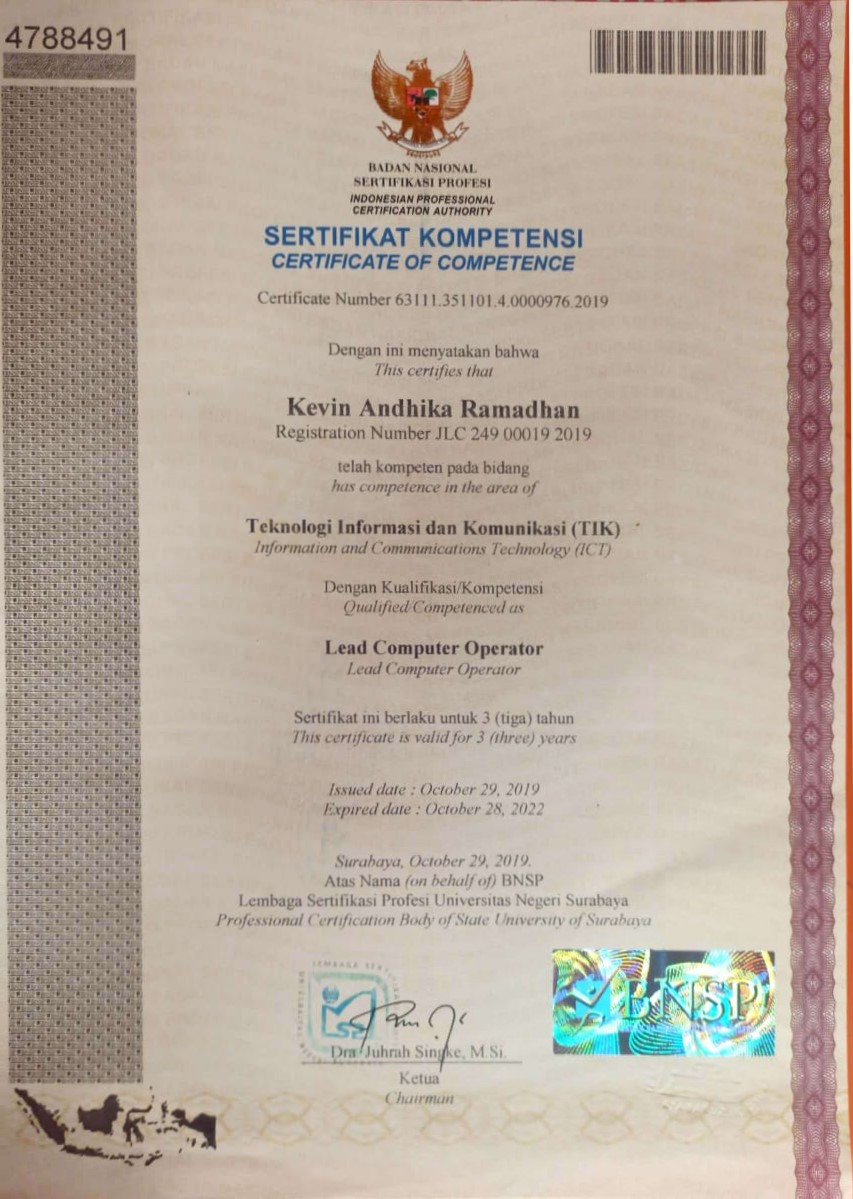 4788491
BADAN NASIONAL
SERTIFIKASI PROFESI
INDONESIAN PROFESSIONAL
CERTIFICATION AUTHORITY
SERTIFIKAT KOMPETENSI
CERTIFICATE OF COMPETENCE
Certificate Number 63111.351101.4.0000976.2019
Dengan ini menyatakan bahwa
This certifies that
Kevin Andhika Ramadhan
Registration Number JLC 249 00019 2019
telah kompeten pada bidang
has competence in the area of
Teknologi Informasi dan Komunikasi (TIK)
Information and Communications Technology (ICT)
Dengan Kualifikasi/Kompetensi
Qualified/Competenced as
Lead Computer Operator
Lead Computer Operator
Sertifikat ini berlaku untuk 3 (tiga) tahun
This certificate is valid for 3 (three) years
Issued date : October 29, 2019
Expired date : October 28, 2022
Surabaya, October 29, 2019.
Atas Nama (on behalf of) BNSP
Lembaga Sertifikasi Profesi Universitas Negeri Surabaya
Professional Certification Body of State University of Surabaya
LEMBAGA
BNSP
Dra Juhrah Singke, M.Si.
Ketua
Chairman